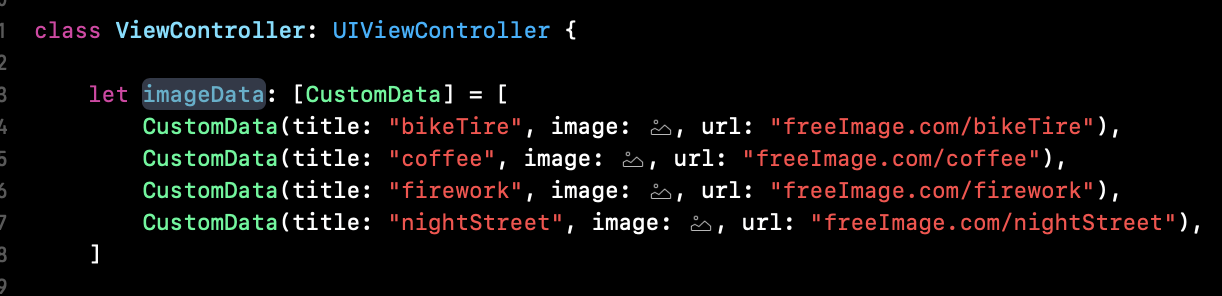 class ViewController: UIViewController {
let imageData: [CustomData] = [
CustomData(title: "bikeTire", image: , url: "freeImage.com/bikeTire"),
CustomData(title: "coffee", image: , url: "freeImage.com/coffee"),
CustomData(title: "firework", image: , url: "freeImage.com/firework"),
CustomData(title: "nightStreet", image: , url: "freeImage.com/nightStreet"),
]